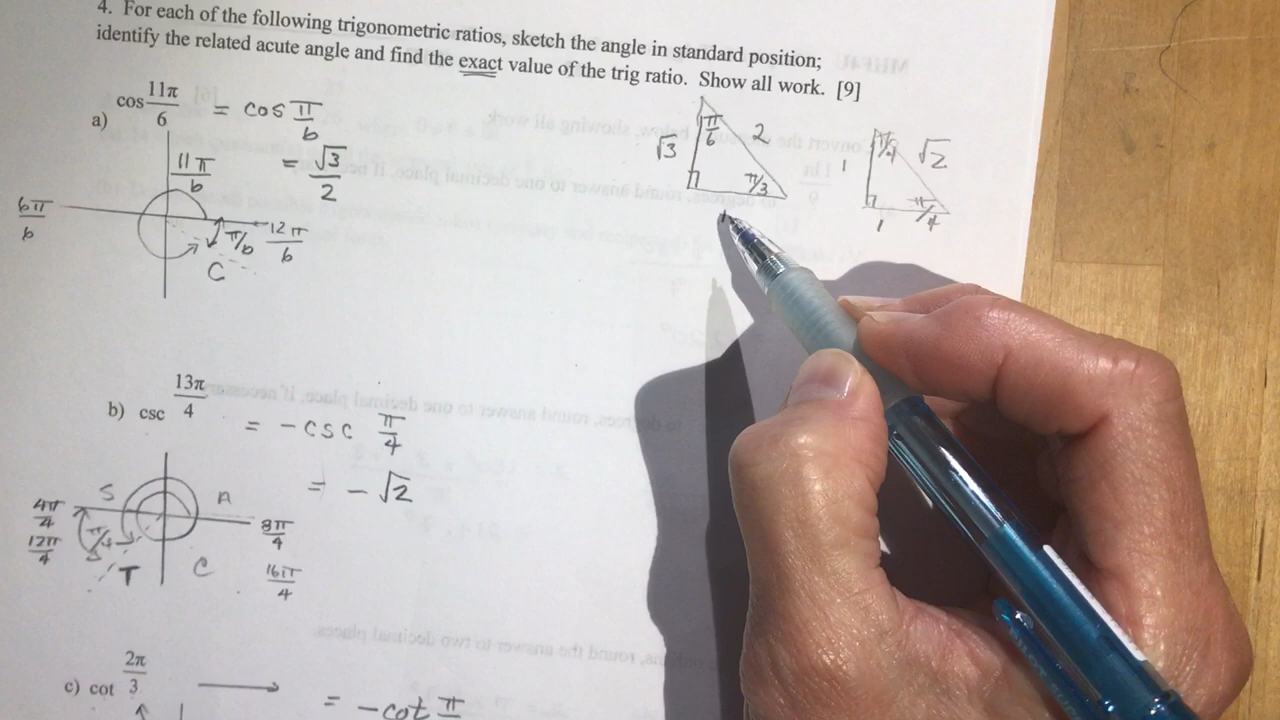 4. For each of the following trigonometric ratios, sketch the angle in standard position;
identify the related acute angle and find the exact value of the trig ratio. Show all work. [9]
a) cos 11π/6 = cos π/6
= √3/2
11π/6
6π/6
π/6
12π/6
C
π/6
2
√3
π/3
1
π/4
√2
1
π/4
1
b) csc 13π/4 = -csc π/4
= -√2
S
A
4π/4
12π/4
π/4
T
C
8π/4
16π/4
c) cot 2π/3 → = -cot π